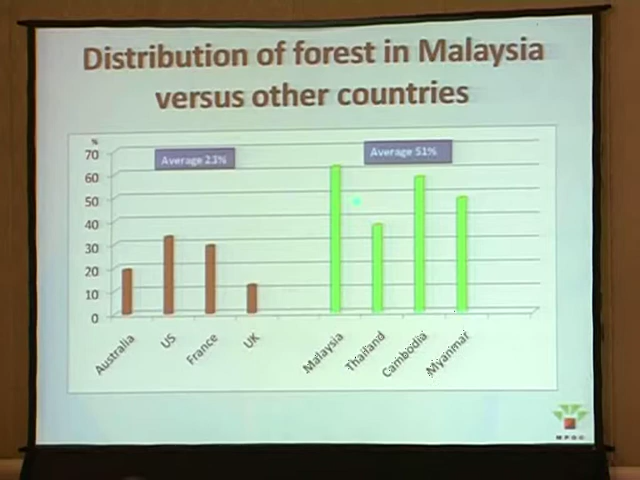 Distribution of forest in Malaysia
versus other countries
%
70
60
50
40
30
20
10
0
Average 23%
Average 51%
Australia
US
France
UK
Malaysia
Thailand
Cambodia
Myanmar
MPOC